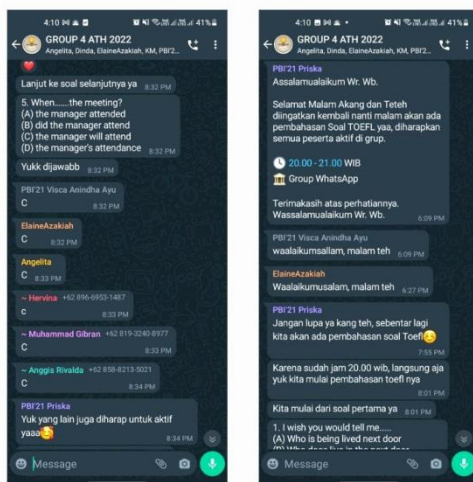 4:10
41%
GROUP 4 ATH 2022
Angelita, Dinda, ElaineAzakiah, KM, PBI'2...
Lanjut ke soal selanjutnya ya 8:32 PM
5. When......the meeting?
(A) the manager attended
(B) did the manager attend
(C) the manager will attend
(D) the manager's attendance 8:32 PM
Yukk dijawabb 8:32 PM
PBI'21 Visca Anindha Ayu
C 8:32 PM
ElaineAzakiah
C 8:32 PM
Angelita
C 8:33 PM
~ Hervina +62 896-6953-1487
c 8:33 PM
~ Muhammad Gibran +62 819-3240-8977
C 8:33 PM
~ Anggis Rivalda +62 858-8213-5021
C 8:34 PM
PBI'21 Priska
Yuk yang lain juga diharap untuk aktif
yaaa 8:34 PM
Message
4:10
41%
GROUP 4 ATH 2022
Angelita, Dinda, ElaineAzakiah, KM, PBI'2...
PBI'21 Priska
Assalamualaikum Wr. Wb.
Selamat Malam Akang dan Teteh
diingatkan kembali nanti malam akan ada
pembahasan Soal TOEFL yaa, diharapkan
semua peserta aktif di grup.
20.00 - 21.00 WIB
Group WhatsApp
Terimakasih atas perhatiannya.
Wassalamualaikum Wr. Wb. 6:09 PM
PBI'21 Visca Anindha Ayu
waalaikumsallam, malam teh 6:09 PM
ElaineAzakiah
Waalaikumusalam, malam teh 6:27 PM
PBI'21 Priska
Jangan lupa ya kang teh, sebentar lagi
kita akan ada pembahasan soal Toefl
7:55 PM
Karena sudah jam 20.00 wib, langsung aja
yuk kita mulai pembahasan toefl nya
8:01 PM
Kita mulai dari soal pertama ya 8:01 PM
1. I wish you would tell me.....
(A) Who is being lived next door
(B) Who does live in the next door
Message